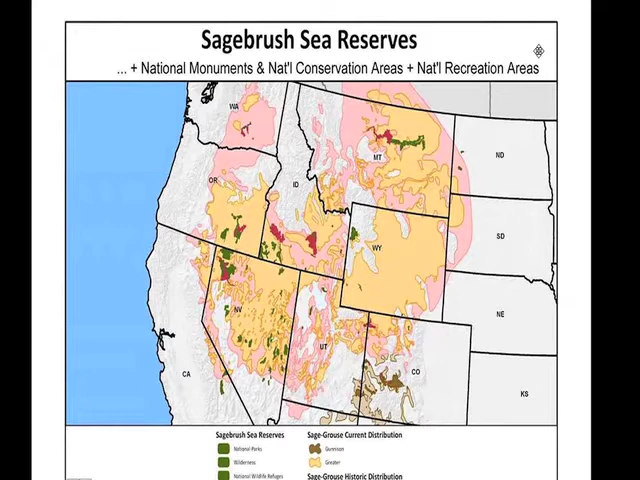 Sagebrush Sea Reserves
... + National Monuments & Nat'l Conservation Areas + Nat'l Recreation Areas
WA
MT
ND
OR
ID
SD
WY
NE
NV
UT
CO
CA
KS
Sagebrush Sea Reserves
National Parks
Wilderness
National Wildlife Refuges
Sage-Grouse Current Distribution
Gunnison
Greater
Sage-Grouse Historic Distribution